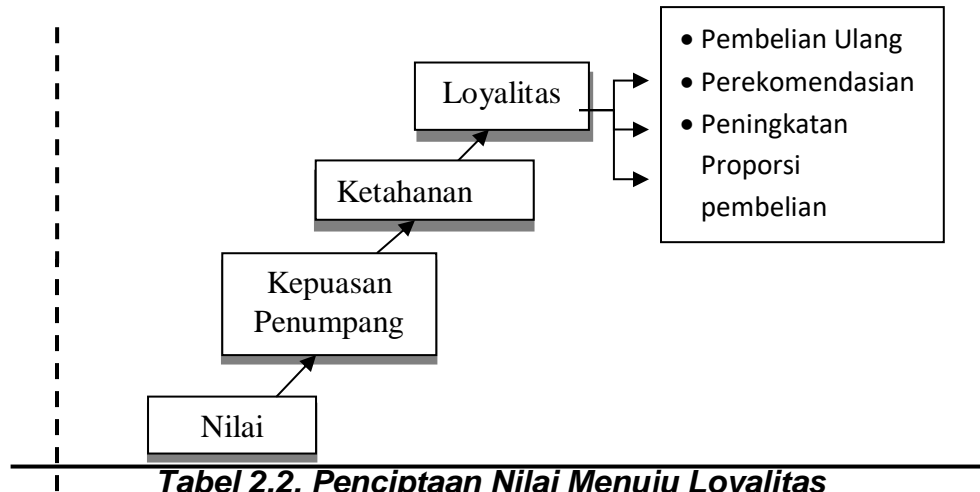 • Pembelian Ulang
• Perekomendasian
• Peningkatan
Proporsi
pembelian
Loyalitas
Ketahanan
Kepuasan
Penumpang
Nilai
Tabel 2.2. Penciptaan Nilai Menuju Loyalitas